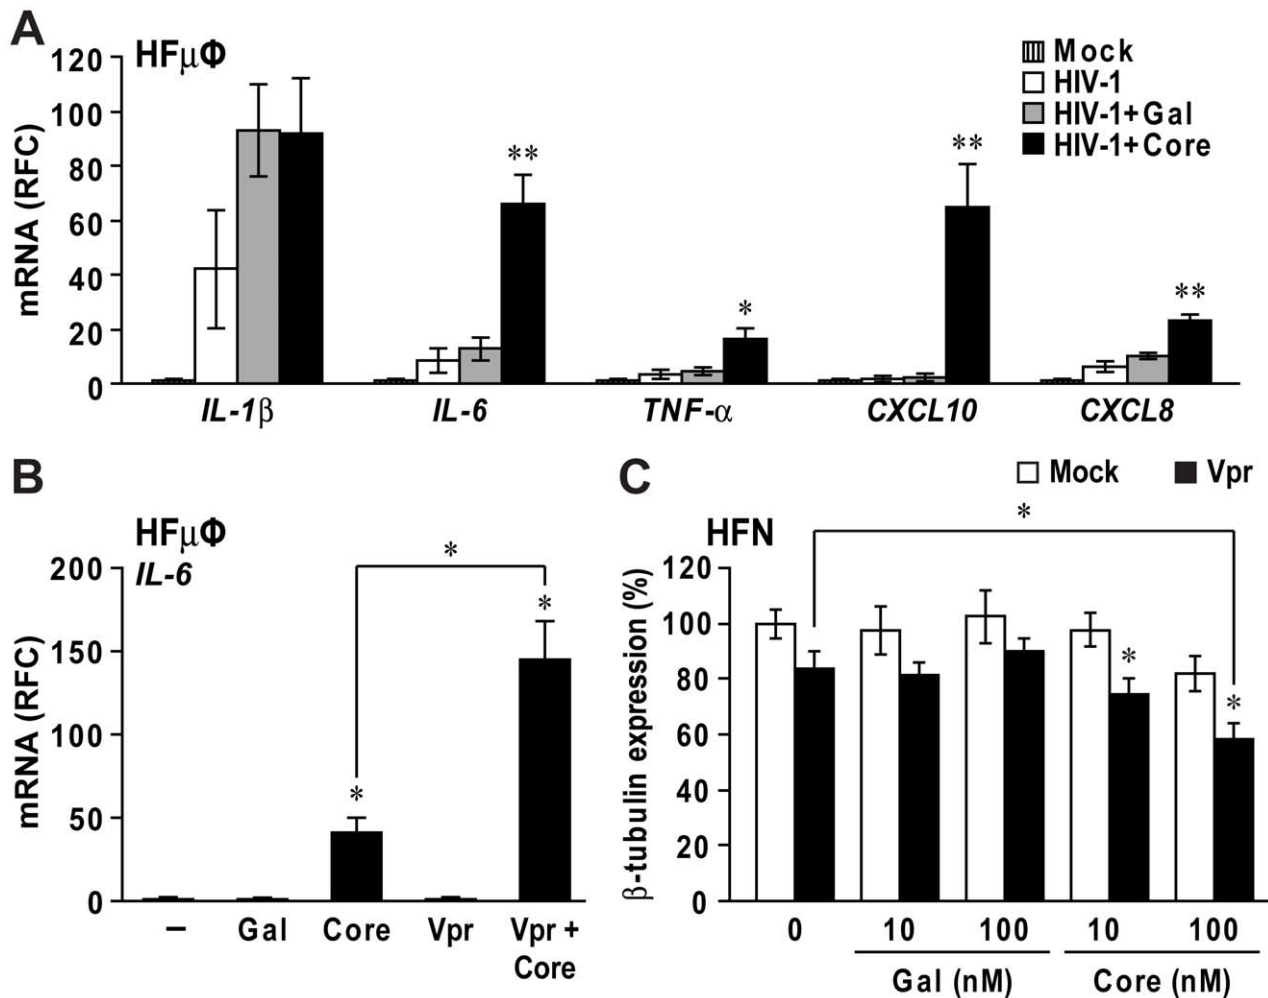 A
HFμΦ
Mock
HIV-1
HIV-1+Gal
HIV-1+Core
mRNA (RFC)
120
100
80
60
40
20
0
**
*
**
**
IL-1β IL-6 TNF-α CXCL10 CXCL8
B
HFμΦ
IL-6
mRNA (RFC)
200
150
100
50
0
*
*
*
– Gal Core Vpr Vpr +
Core
C
Mock Vpr
HFN
*
β-tubulin expression (%)
120
100
80
60
40
20
0
*
*
0 10 100 10 100
Gal (nM) Core (nM)